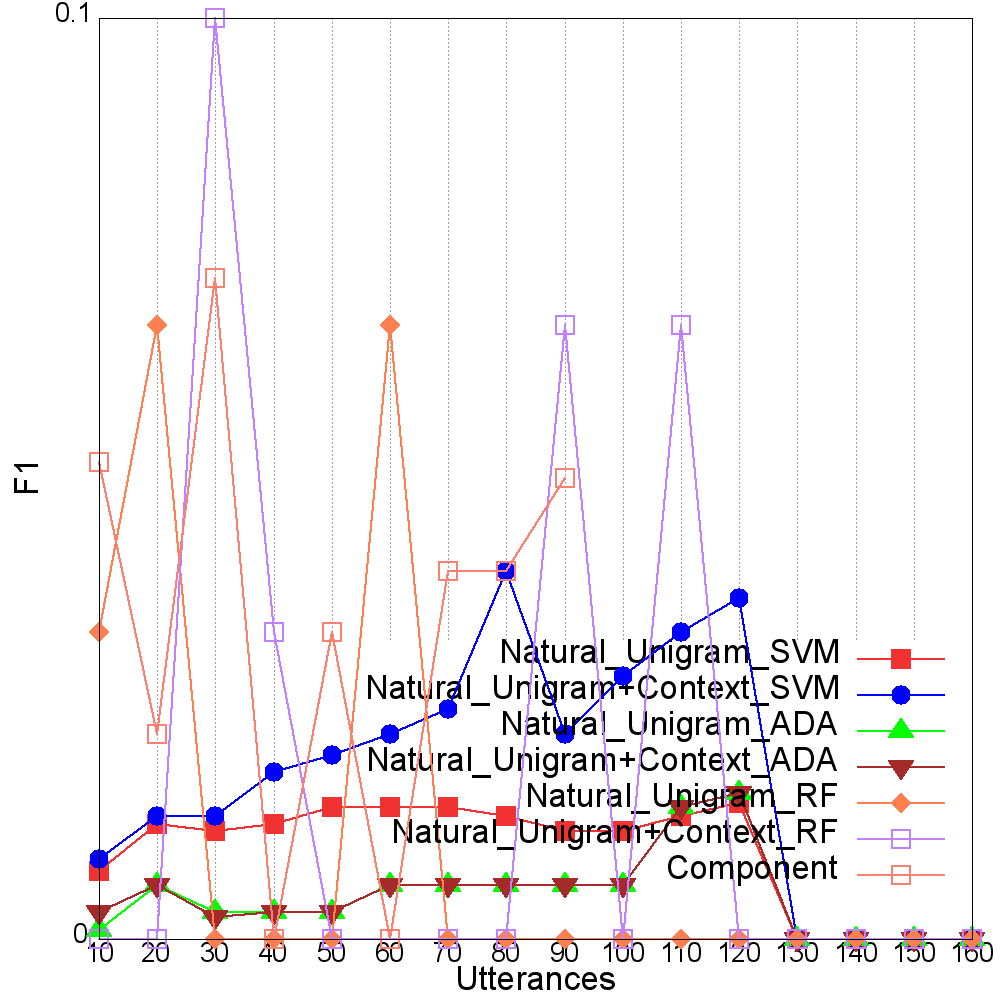 0.1
F1
Natural_Unigram_SVM
Natural_Unigram+Context_SVM
Natural_Unigram_ADA
Natural_Unigram+Context_ADA
Natural_Unigram_RF
Natural_Unigram+Context_RF
Component
0
10 20 30 40 50 60 70 80 90 100 110 120 130 140 150 160
Utterances